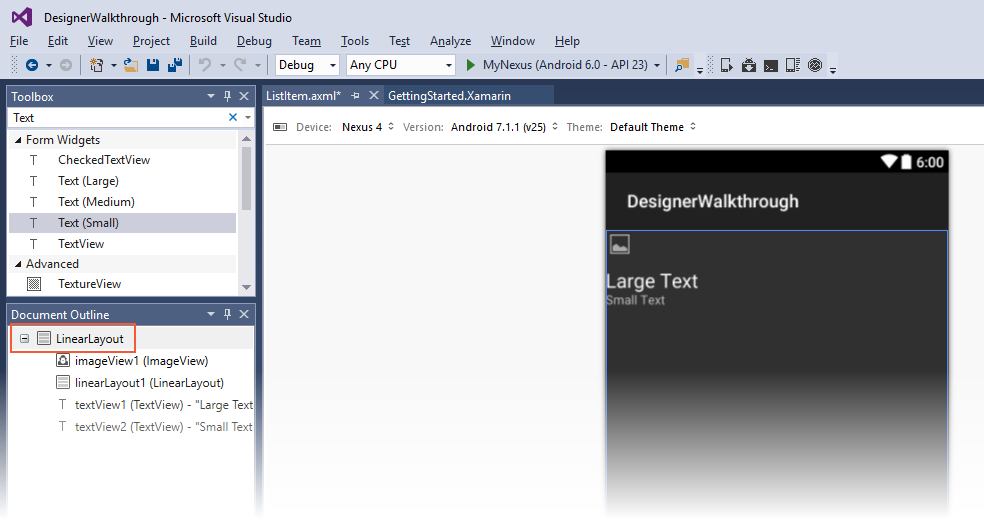 DesignerWalkthrough - Microsoft Visual Studio
File Edit View Project Build Debug Team Tools Test Analyze Window Help
Debug Any CPU MyNexus (Android 6.0 - API 23)
Toolbox
Text
Form Widgets
T CheckedTextView
T Text (Large)
T Text (Medium)
T Text (Small)
T TextView
Advanced
TextureView
Document Outline
LinearLayout
imageView1 (ImageView)
linearLayout1 (LinearLayout)
T textView1 (TextView) - "Large Text
T textView2 (TextView) - "Small Text
ListItem.axml* GettingStarted.Xamarin
Device: Nexus 4 Version: Android 7.1.1 (v25) Theme: Default Theme
6:00
DesignerWalkthrough
Large Text
Small Text